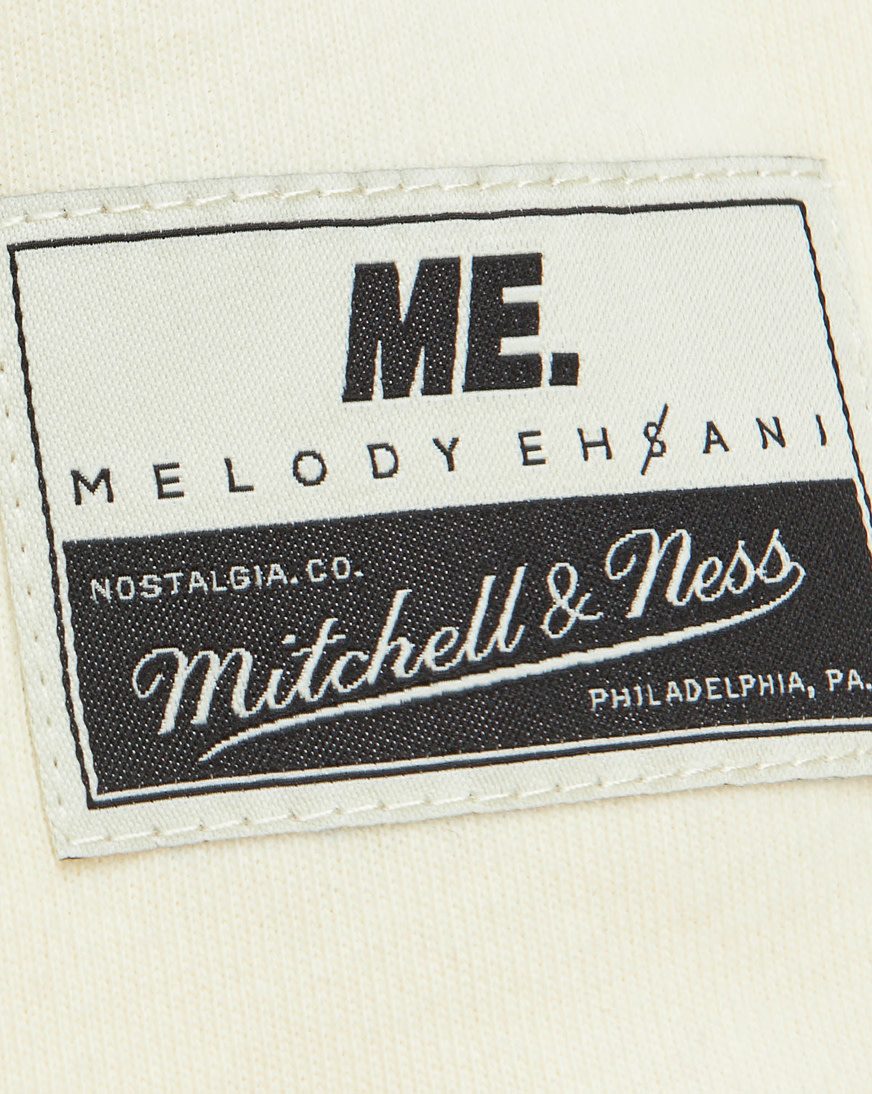 ME.
MELODY EHSANI
NOSTALGIA.CO.
Mitchell & Ness
PHILADELPHIA, PA.